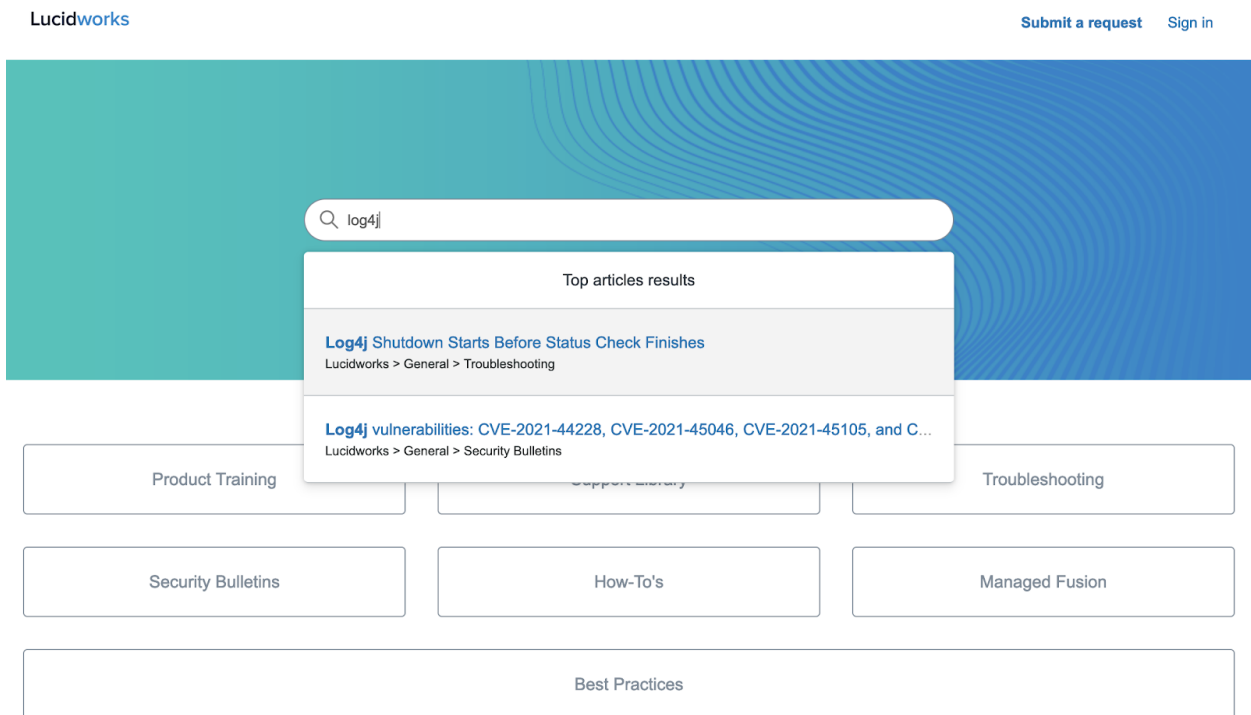 Lucidworks
Submit a request Sign in
log4j
Top articles results
Log4j Shutdown Starts Before Status Check Finishes
Lucidworks > General > Troubleshooting
Log4j vulnerabilities: CVE-2021-44228, CVE-2021-45046, CVE-2021-45105, and C...
Lucidworks > General > Security Bulletins
Product Training Support Library Troubleshooting
Security Bulletins How-To's Managed Fusion
Best Practices